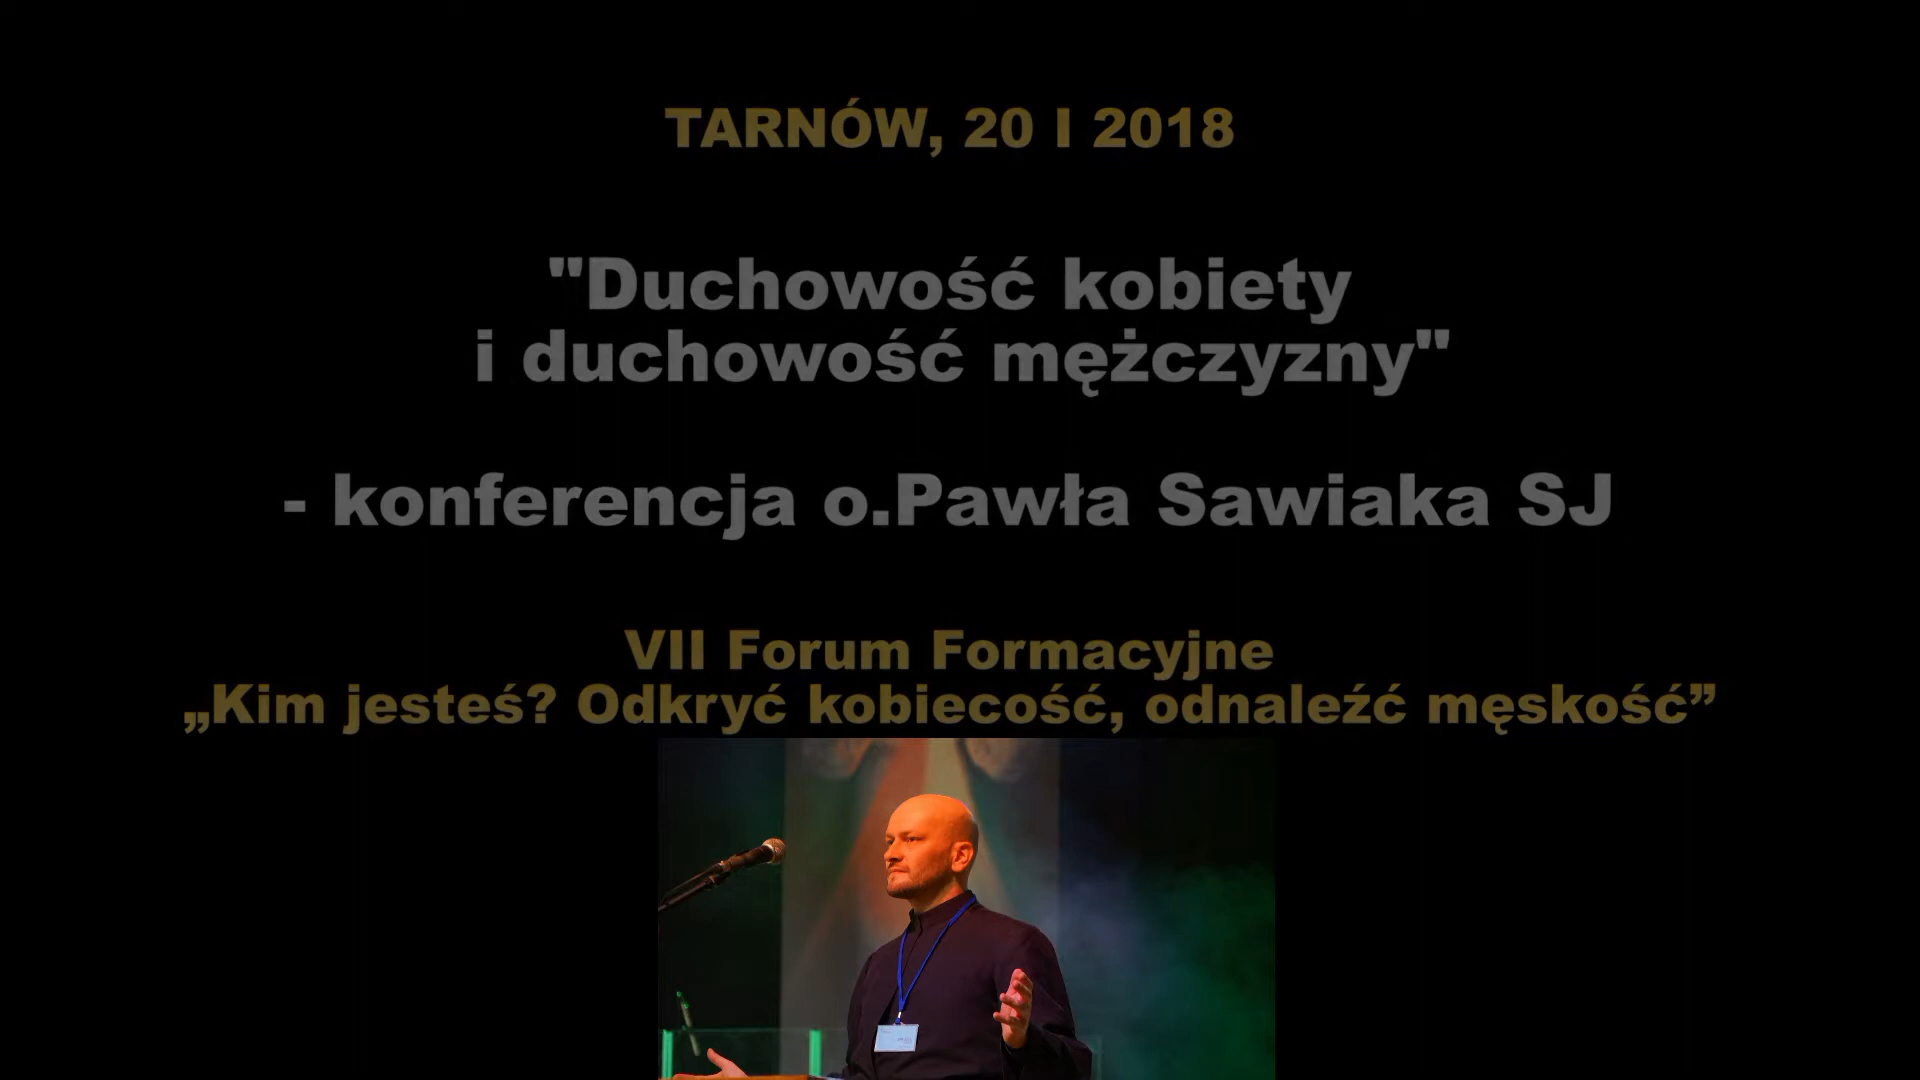 TARNÓW, 20 I 2018
"Duchowość kobiety
i duchowość mężczyzny"
- konferencja o.Pawła Sawiaka SJ
VII Forum Formacyjne
„Kim jesteś? Odkryć kobiecość, odnaleźć męskość”